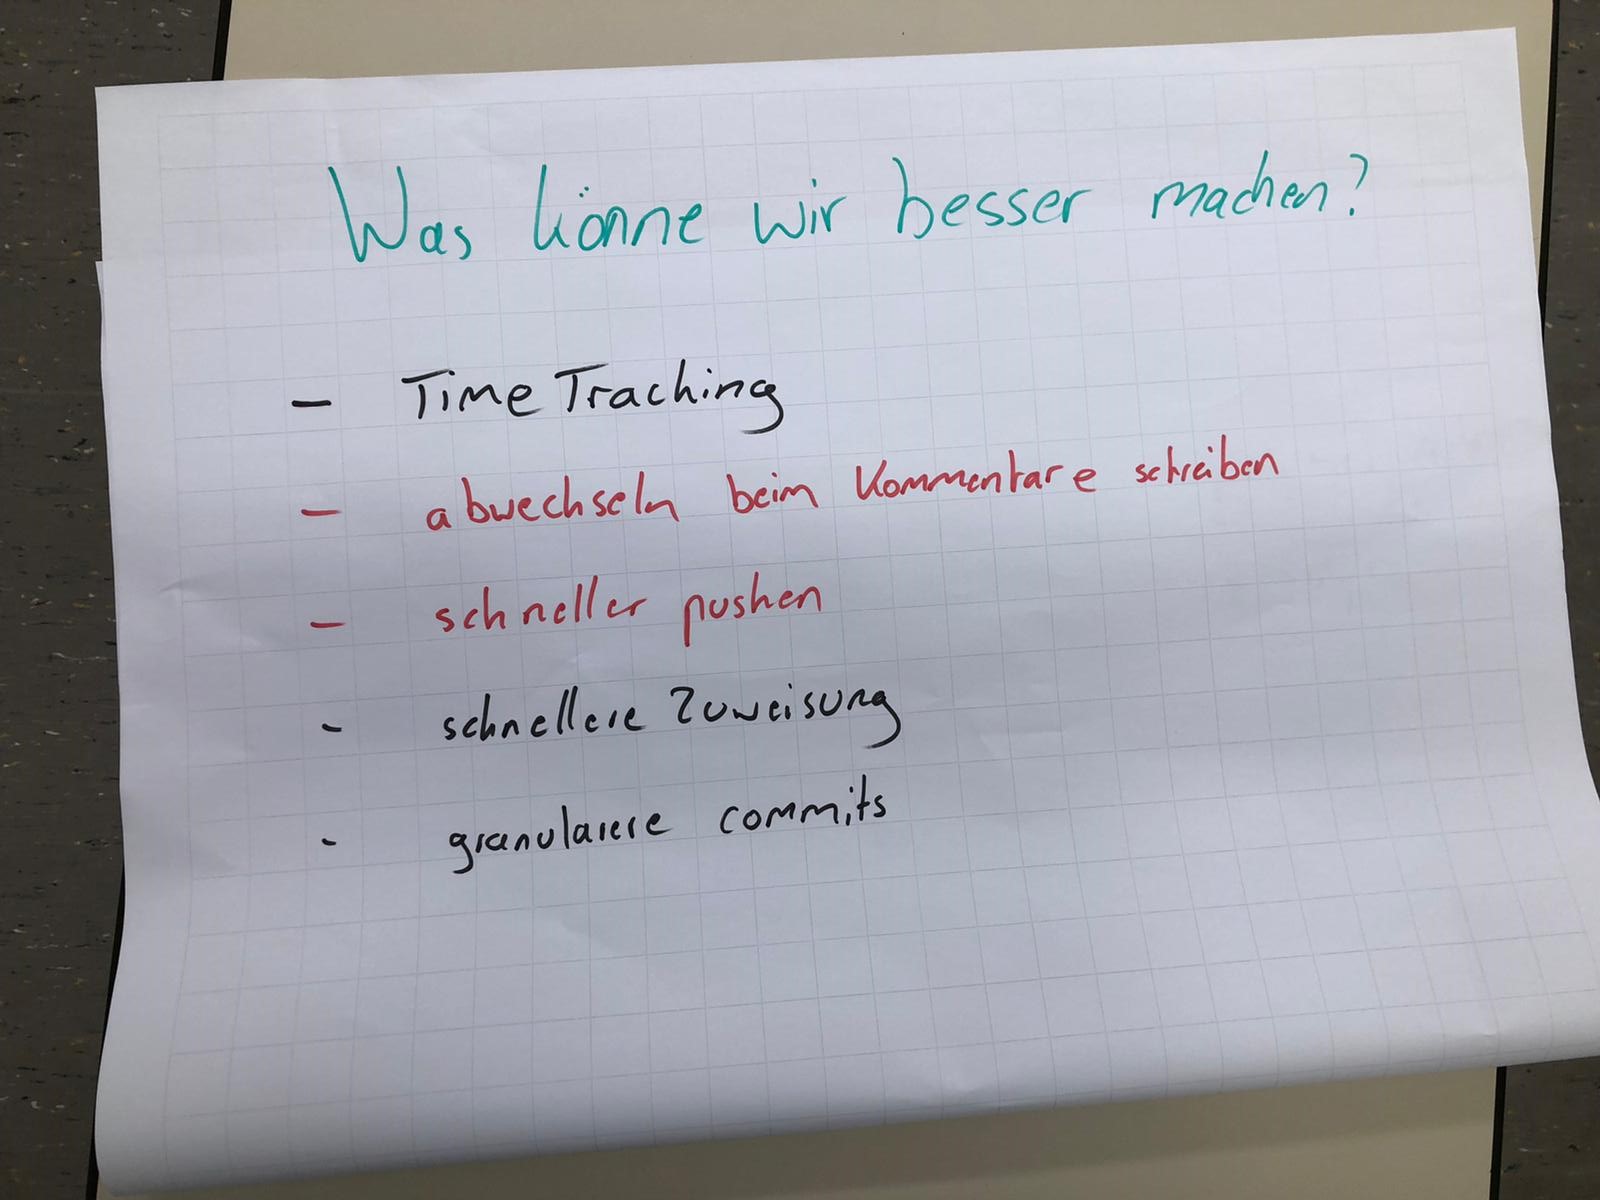 Was könne wir besser machen?
- Time Tracking
- abwechseln beim Kommentare schreiben
- schneller pushen
- schnellere Zuweisung
- granularere commits